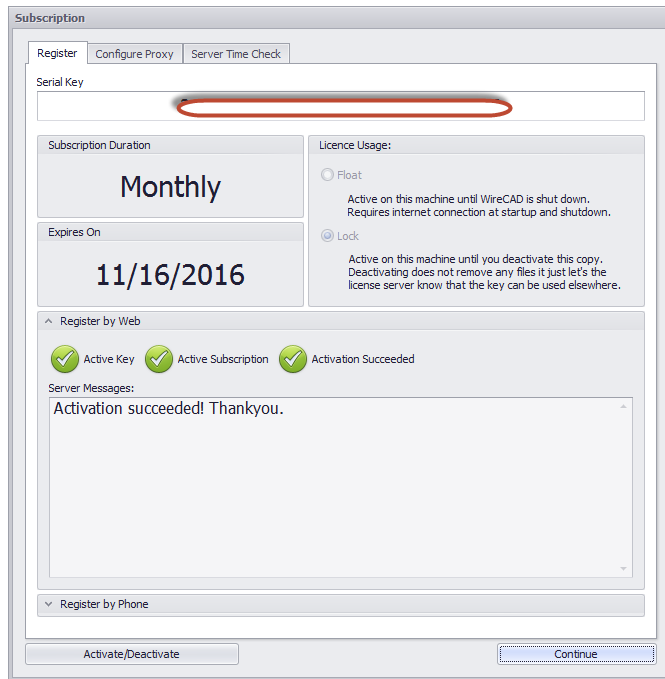 Subscription
Register
Configure Proxy
Server Time Check
Serial Key
Subscription Duration
Monthly
Expires On
11/16/2016
Licence Usage:
Float
Active on this machine until WireCAD is shut down.
Requires internet connection at startup and shutdown.
Lock
Active on this machine until you deactivate this copy.
Deactivating does not remove any files it just let's the
license server know that the key can be used elsewhere.
Register by Web
Active Key
Active Subscription
Activation Succeeded
Server Messages:
Activation succeeded! Thankyou.
Register by Phone
Activate/Deactivate
Continue